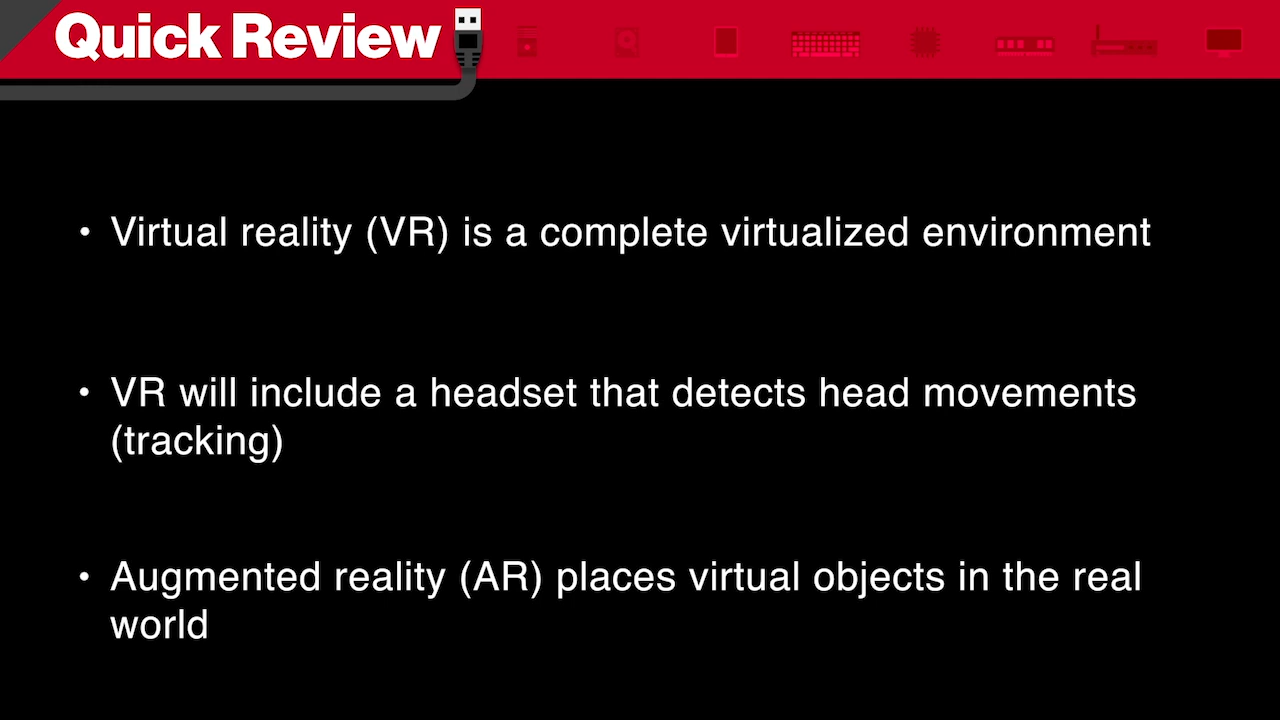 Quick Review
• Virtual reality (VR) is a complete virtualized environment
• VR will include a headset that detects head movements
(tracking)
• Augmented reality (AR) places virtual objects in the real
world